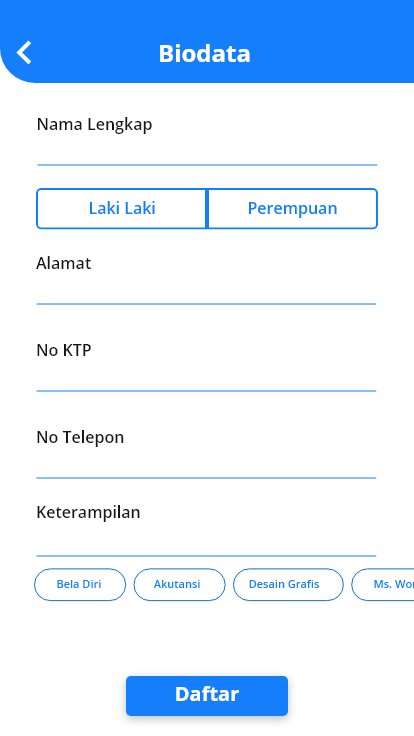 Biodata
Nama Lengkap
Laki Laki Perempuan
Alamat
No KTP
No Telepon
Keterampilan
Bela Diri Akutansi Desain Grafis Ms.
Daftar